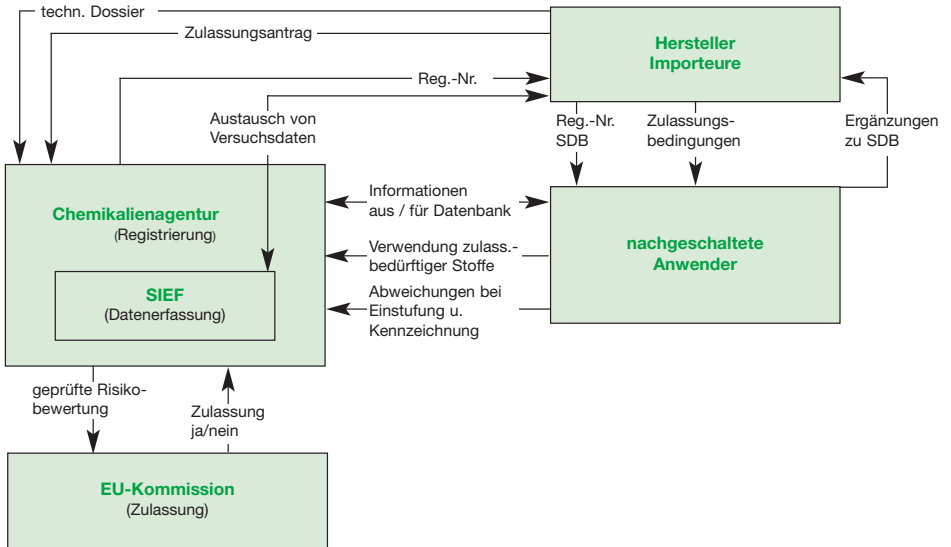 techn. Dossier
Zulassungsantrag
Hersteller
Importeure
Reg.-Nr.
Austausch von
Versuchsdaten
Reg.-Nr.
SDB
Zulassungs-
bedingungen
Ergänzungen
zu SDB
Chemikalienagentur
(Registrierung)
Informationen
aus / für Datenbank
nachgeschaltete
Anwender
Verwendung zulass.-
bedürftiger Stoffe
SIEF
(Datenerfassung)
Abweichungen bei
Einstufung u.
Kennzeichnung
geprüfte Risiko-
bewertung
Zulassung
ja/nein
EU-Kommission
(Zulassung)